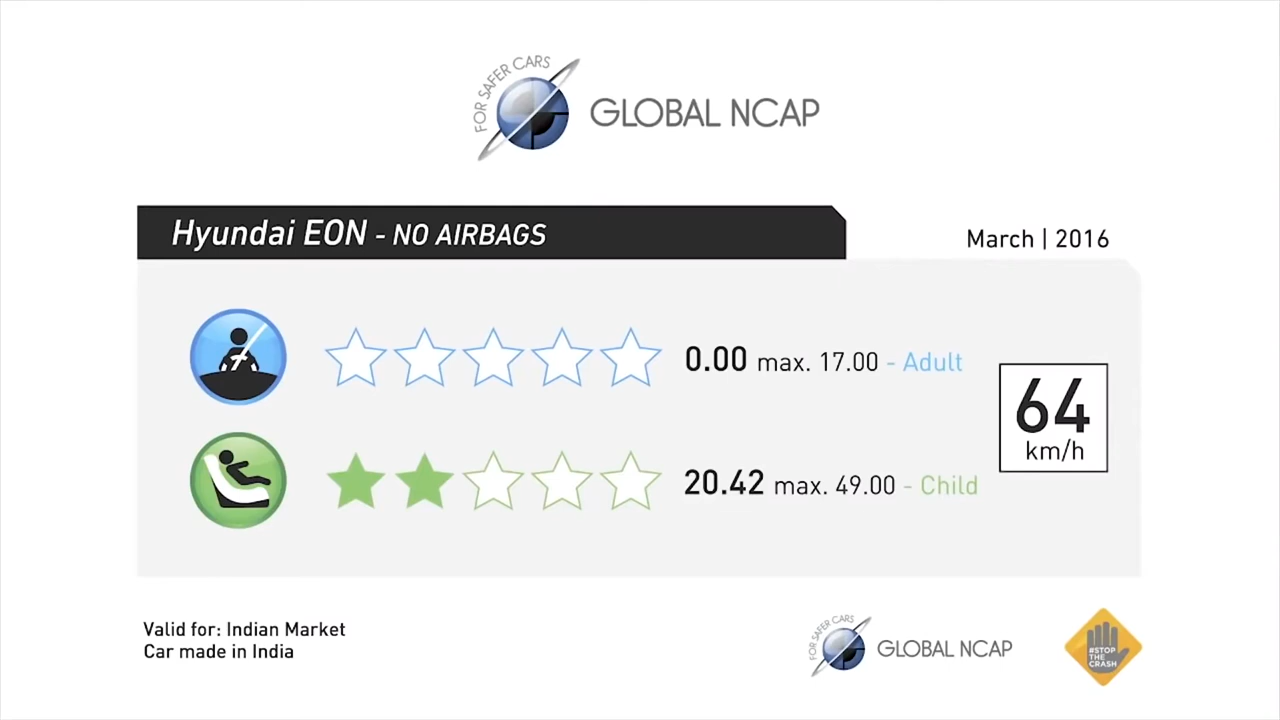 FOR SAFER CARS
GLOBAL NCAP
Hyundai EON - NO AIRBAGS
March | 2016
0.00 max. 17.00 - Adult
20.42 max. 49.00 - Child
64
km/h
Valid for: Indian Market
Car made in India
FOR SAFER CARS
GLOBAL NCAP
#STOP
THE
CRASH